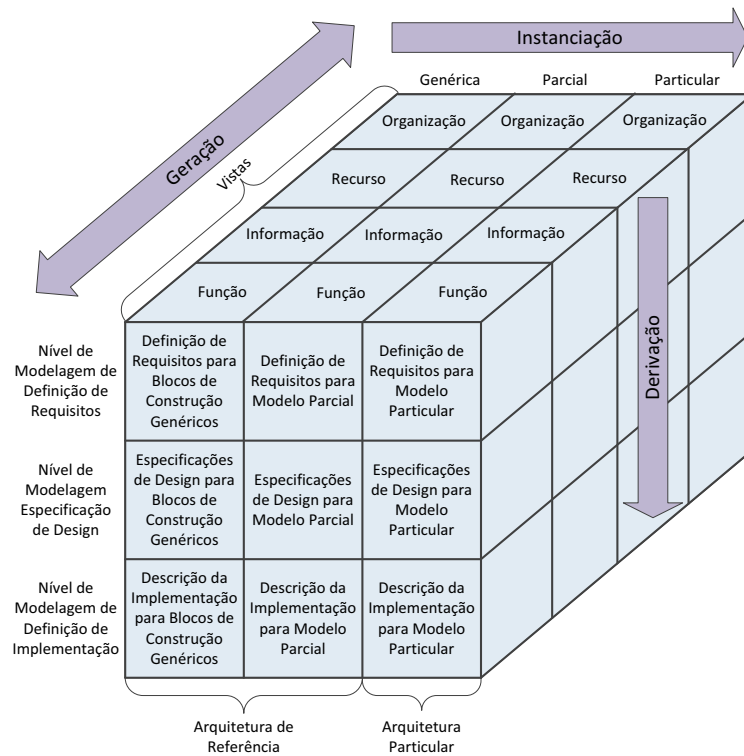 Instanciação
Genérica Parcial Particular
Geração
Vistas
Organização Organização Organização
Recurso Recurso Recurso
Informação Informação Informação
Função Função Função
Derivação
Nível de
Modelagem de
Definição de
Requisitos
Definição de
Requisitos para
Blocos de
Construção
Genéricos
Definição de
Requisitos para
Modelo Parcial
Definição de
Requisitos para
Modelo
Particular
Nível de
Modelagem
Especificação
de Design
Especificações
de Design para
Blocos de
Construção
Genéricos
Especificações
de Design para
Modelo Parcial
Especificações
de Design para
Modelo
Particular
Nível de
Modelagem de
Definição de
Implementação
Descrição da
Implementação
para Blocos de
Construção
Genéricos
Descrição da
Implementação
para Modelo
Parcial
Descrição da
Implementação
para Modelo
Particular
Arquitetura de
Referência
Arquitetura
Particular